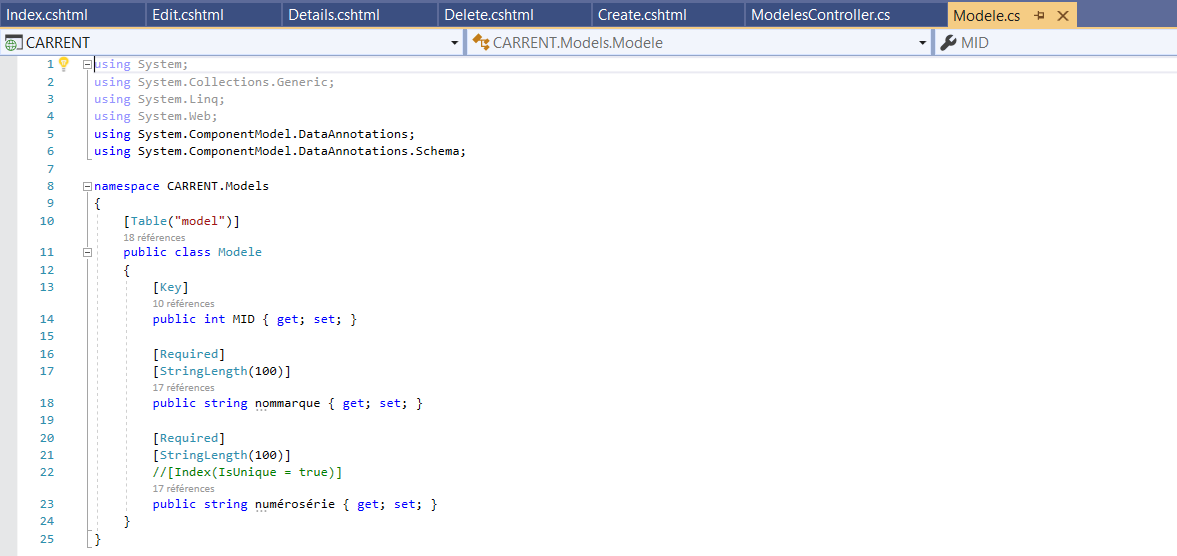 Index.cshtml Edit.cshtml Details.cshtml Delete.cshtml Create.cshtml ModelesController.cs Modele.cs
CARRENT CARRENT.Models.Modele MID
1 using System;
2 using System.Collections.Generic;
3 using System.Linq;
4 using System.Web;
5 using System.ComponentModel.DataAnnotations;
6 using System.ComponentModel.DataAnnotations.Schema;
7
8 namespace CARRENT.Models
9 {
10 [Table("model")]
18 références
11 public class Modele
12 {
13 [Key]
10 références
14 public int MID { get; set; }
15
16 [Required]
17 [StringLength(100)]
17 références
18 public string nommarque { get; set; }
19
20 [Required]
21 [StringLength(100)]
22 //[Index(IsUnique = true)]
17 références
23 public string numérosérie { get; set; }
24 }
25 }